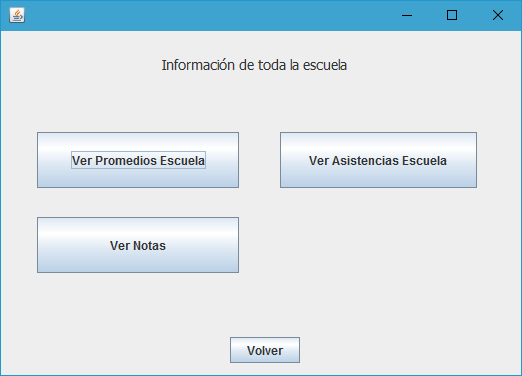 Información de toda la escuela
Ver Promedios Escuela
Ver Asistencias Escuela
Ver Notas
Volver